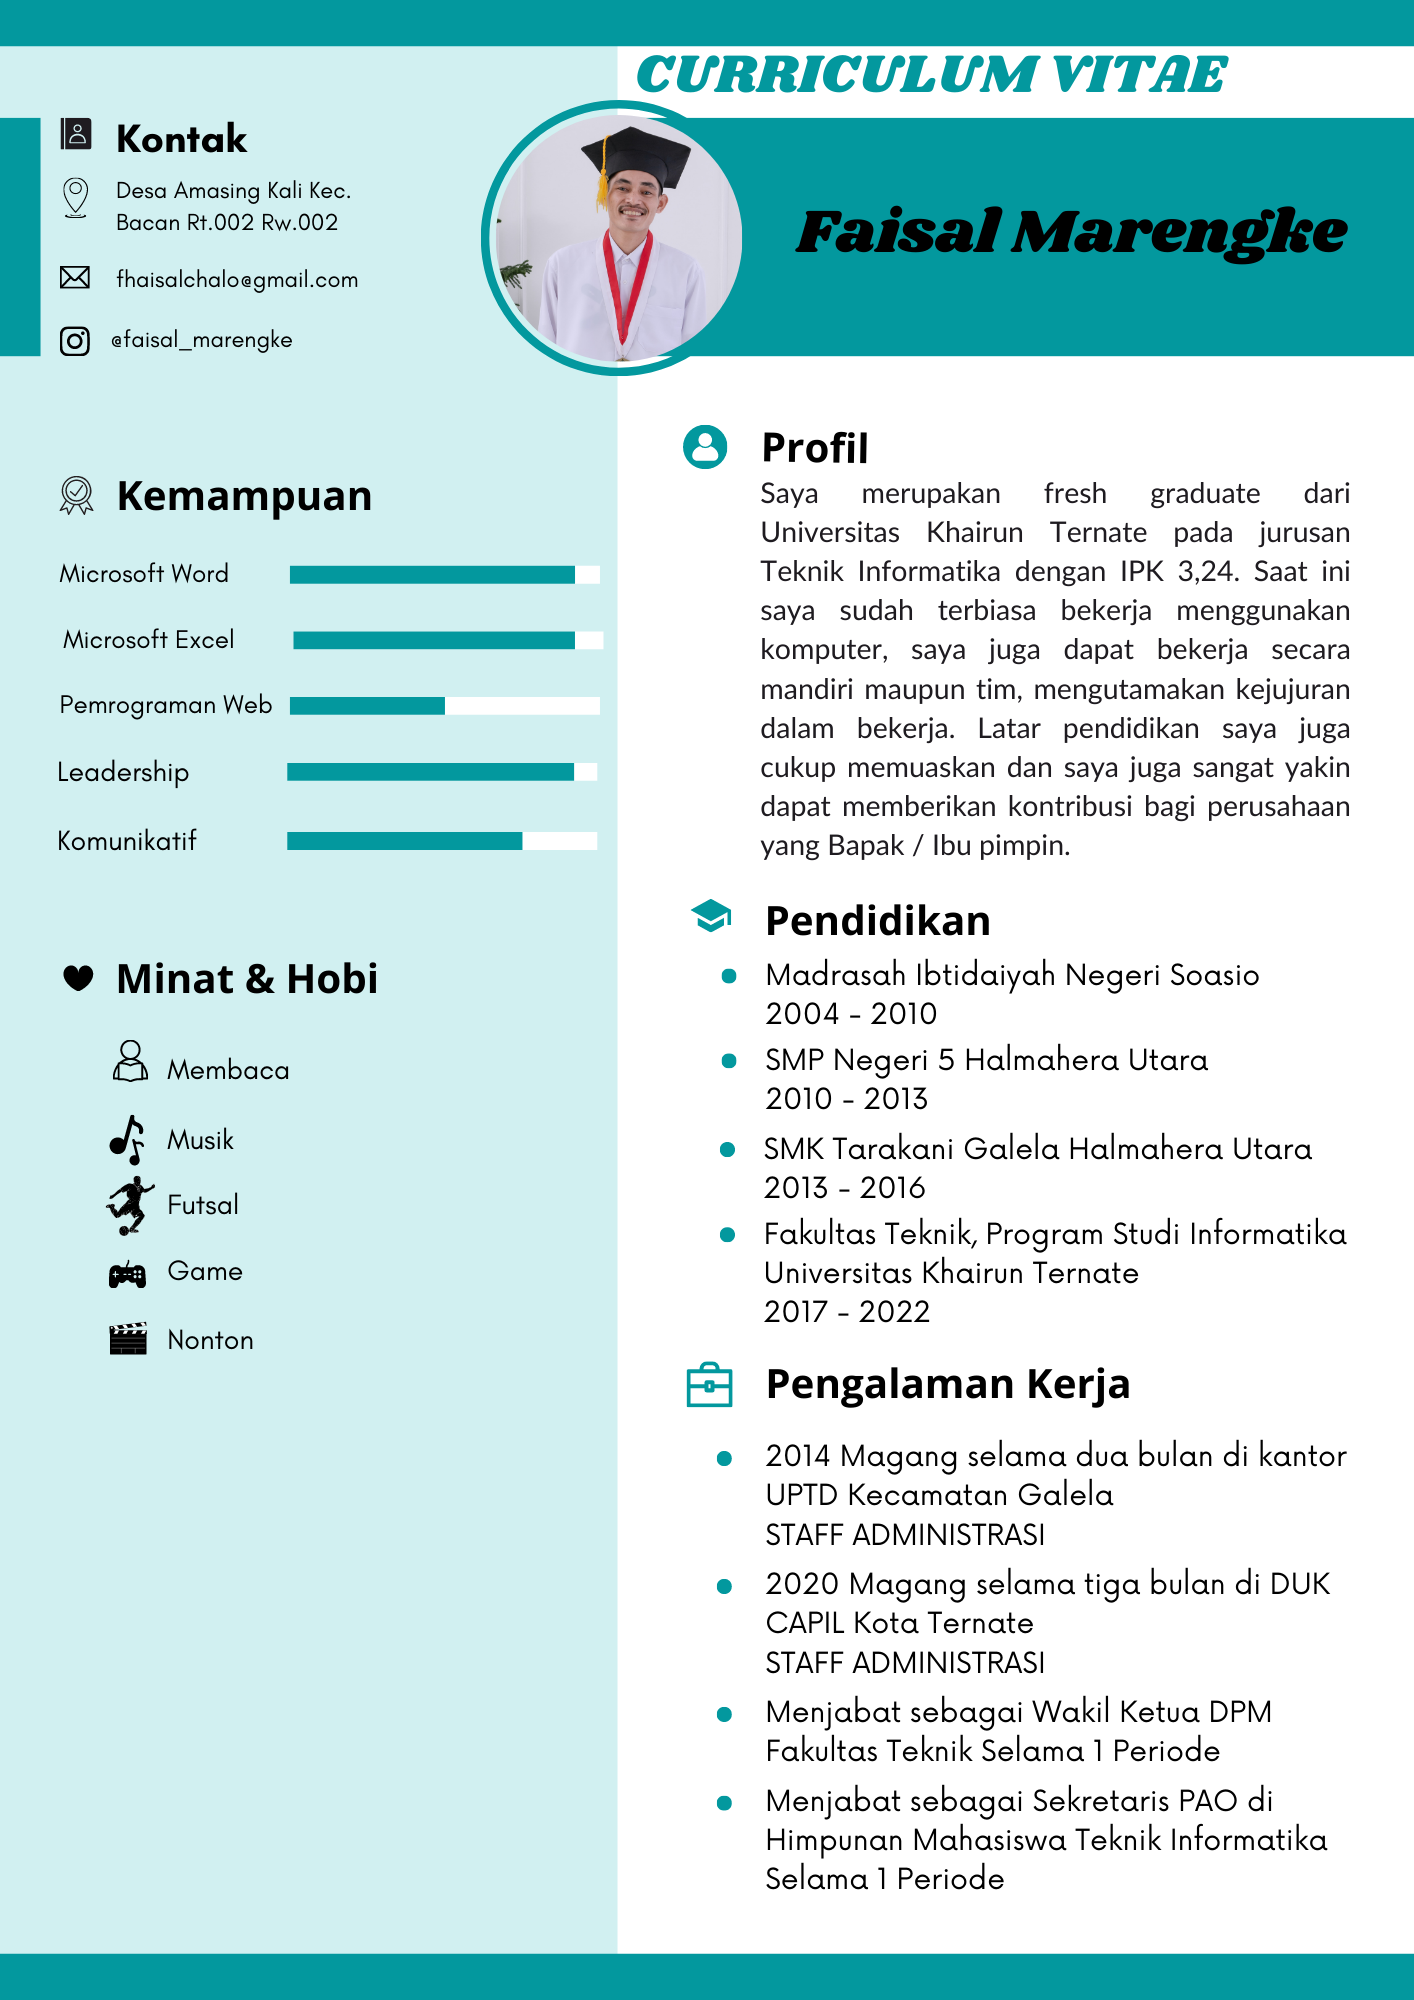 CURRICULUM VITAE
Faisal Marengke
Kontak
Desa Amasing Kali Kec.
Bacan Rt.002 Rw.002
fhaisalchalo@gmail.com
@faisal_marengke
Kemampuan
Microsoft Word
Microsoft Excel
Pemrograman Web
Leadership
Komunikatif
Minat & Hobi
Membaca
Musik
Futsal
Game
Nonton
Profil
Saya merupakan fresh graduate dari
Universitas Khairun Ternate pada jurusan
Teknik Informatika dengan IPK 3,24. Saat ini
saya sudah terbiasa bekerja menggunakan
komputer, saya juga dapat bekerja secara
mandiri maupun tim, mengutamakan kejujuran
dalam bekerja. Latar pendidikan saya juga
cukup memuaskan dan saya juga sangat yakin
dapat memberikan kontribusi bagi perusahaan
yang Bapak / Ibu pimpin.
Pendidikan
Madrasah Ibtidaiyah Negeri Soasio
2004 - 2010
SMP Negeri 5 Halmahera Utara
2010 - 2013
SMK Tarakani Galela Halmahera Utara
2013 - 2016
Fakultas Teknik, Program Studi Informatika
Universitas Khairun Ternate
2017 - 2022
Pengalaman Kerja
2014 Magang selama dua bulan di kantor
UPTD Kecamatan Galela
STAFF ADMINISTRASI
2020 Magang selama tiga bulan di DUK
CAPIL Kota Ternate
STAFF ADMINISTRASI
Menjabat sebagai Wakil Ketua DPM
Fakultas Teknik Selama 1 Periode
Menjabat sebagai Sekretaris PAO di
Himpunan Mahasiswa Teknik Informatika
Selama 1 Periode